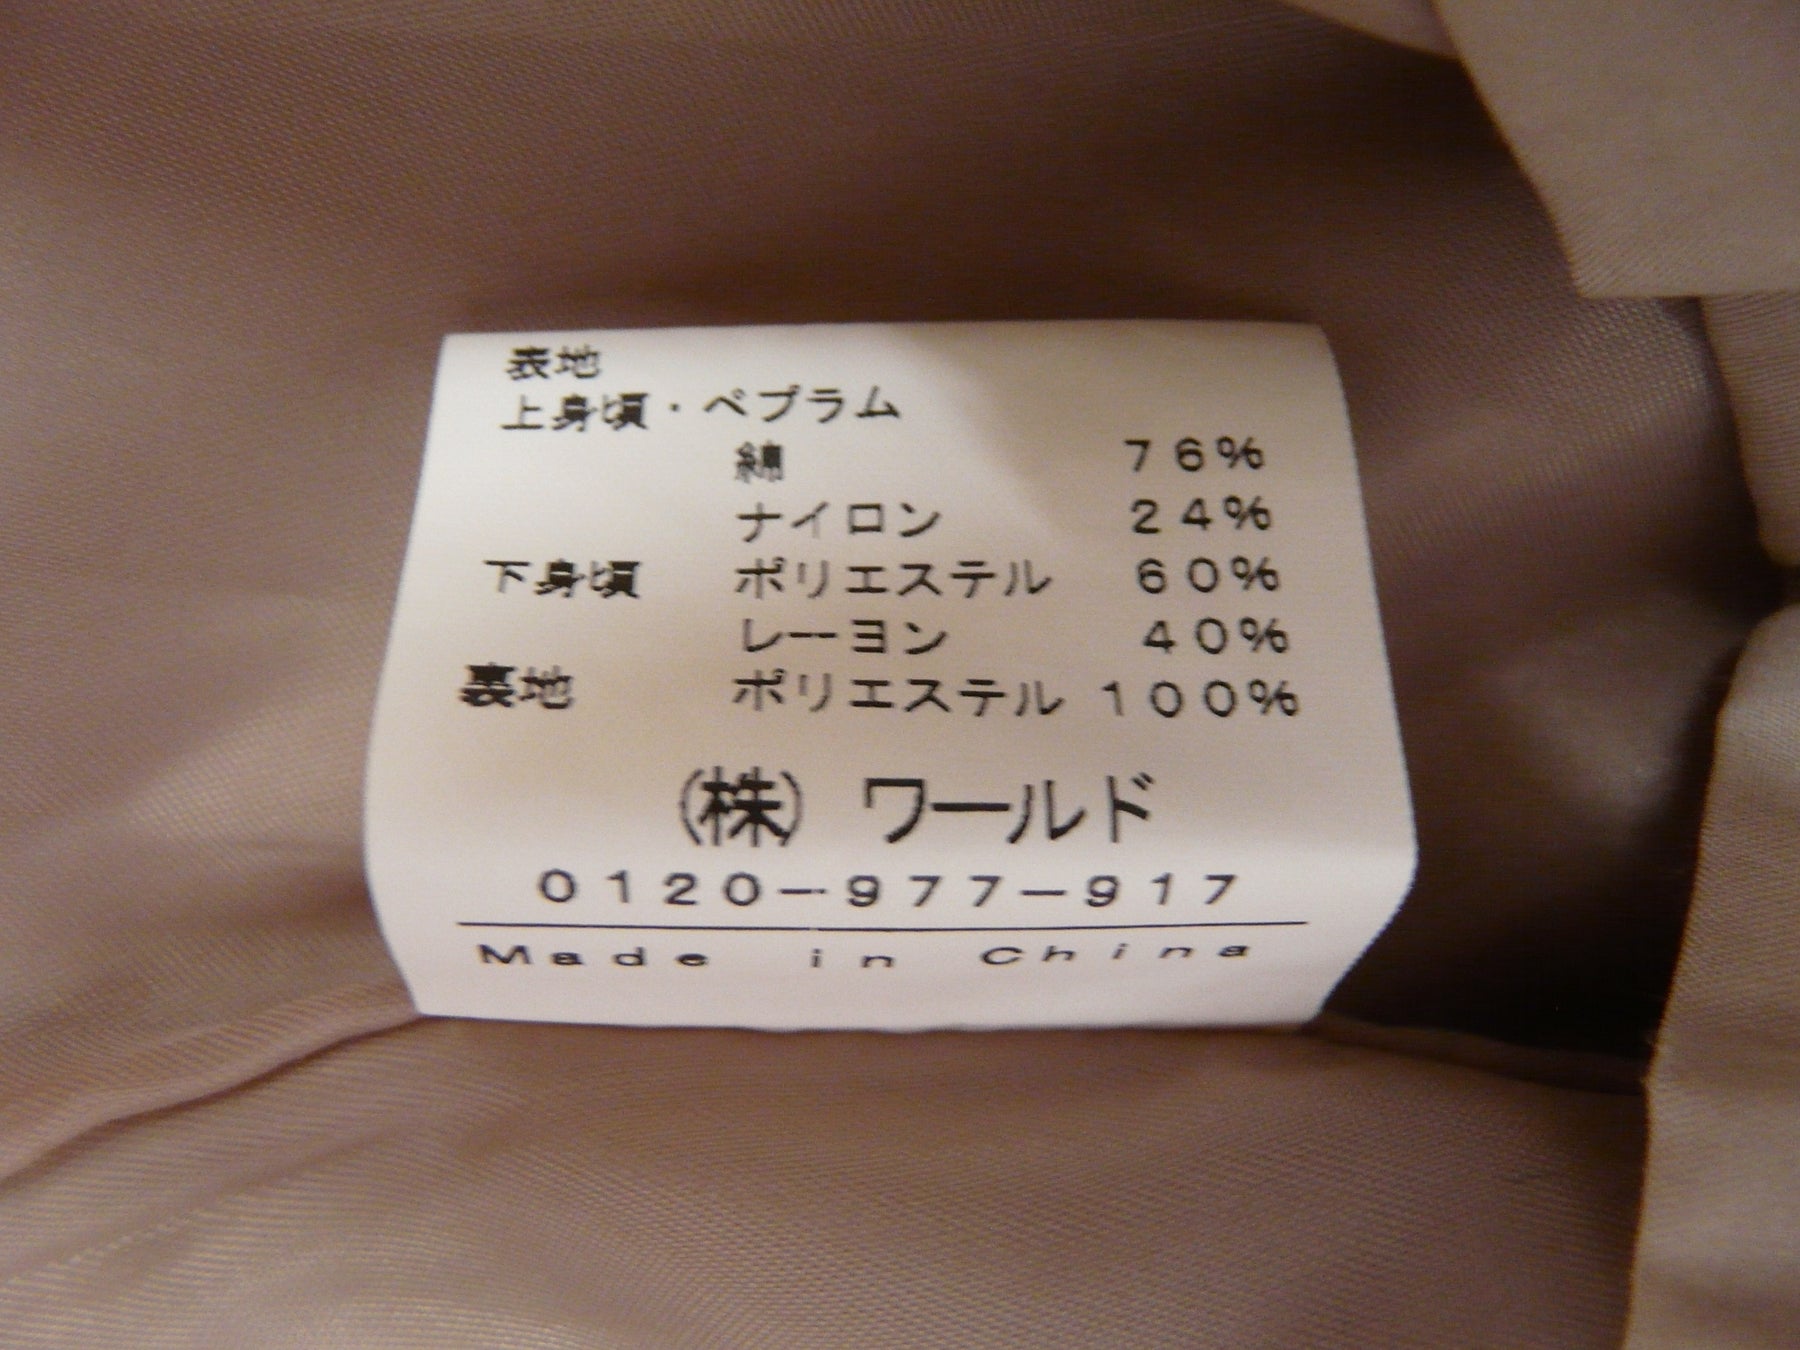 表地
上身頃・ペプラム
綿 76%
ナイロン 24%
下身頃 ポリエステル 60%
レーヨン 40%
裏地 ポリエステル 100%
(株) ワールド
0120-977-917
Made in China